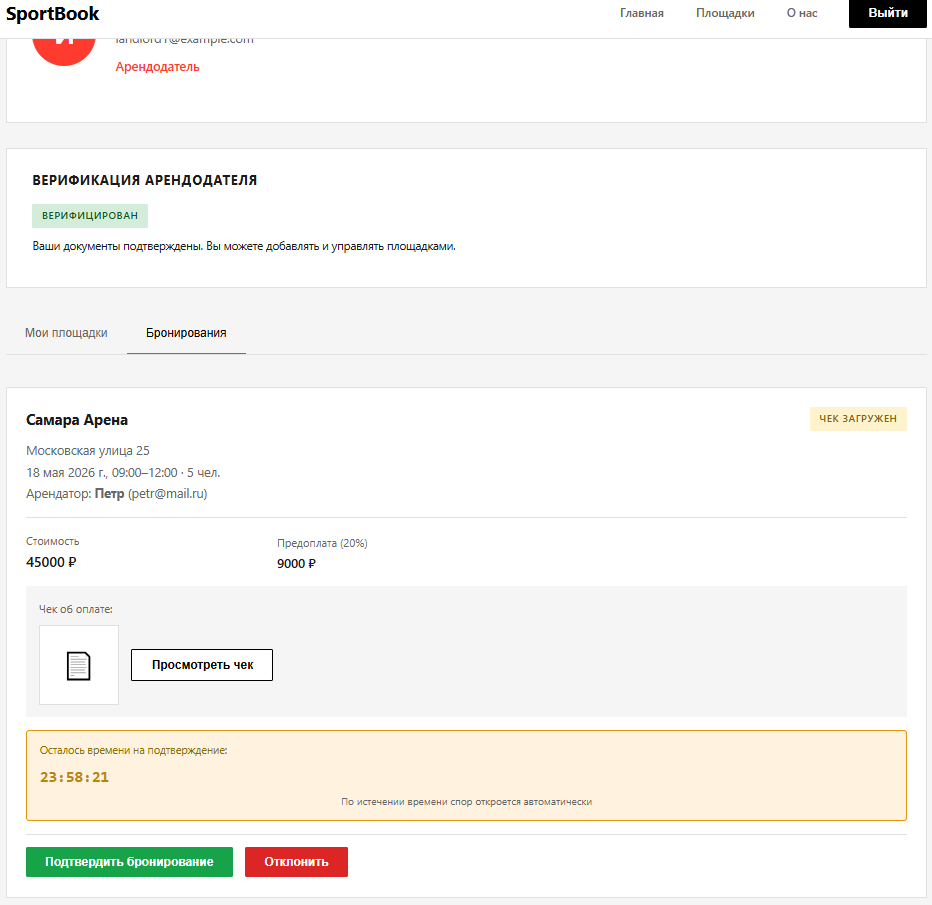 SportBook
Главная Площадки О нас Выйти
landlord1@example.com
Арендодатель
ВЕРИФИКАЦИЯ АРЕНДОДАТЕЛЯ
ВЕРИФИЦИРОВАН
Ваши документы подтверждены. Вы можете добавлять и управлять площадками.
Мои площадки Бронирования
Самара Арена
ЧЕК ЗАГРУЖЕН
Московская улица 25
18 мая 2026 г., 09:00–12:00 · 5 чел.
Арендатор: Петр (petr@mail.ru)
Стоимость
45000 ₽
Предоплата (20%)
9000 ₽
Чек об оплате:
Просмотреть чек
Осталось времени на подтверждение:
23:58:21
По истечении времени спор откроется автоматически
Подтвердить бронирование Отклонить